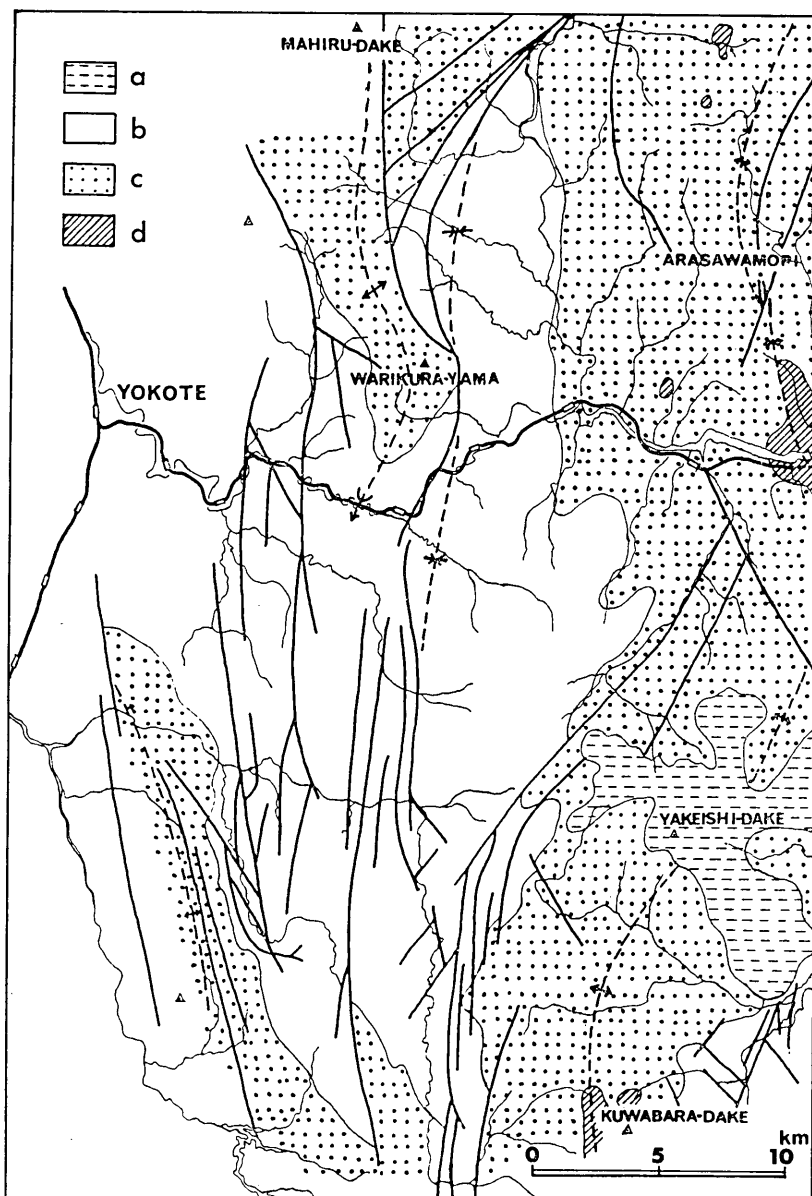 MAHIRU-DAKE
a
b
c
d
ARASAWAMORI
WARIKURA-YAMA
YOKOTE
YAKEISHI-DAKE
KUWABARA-DAKE
km
0 5 10